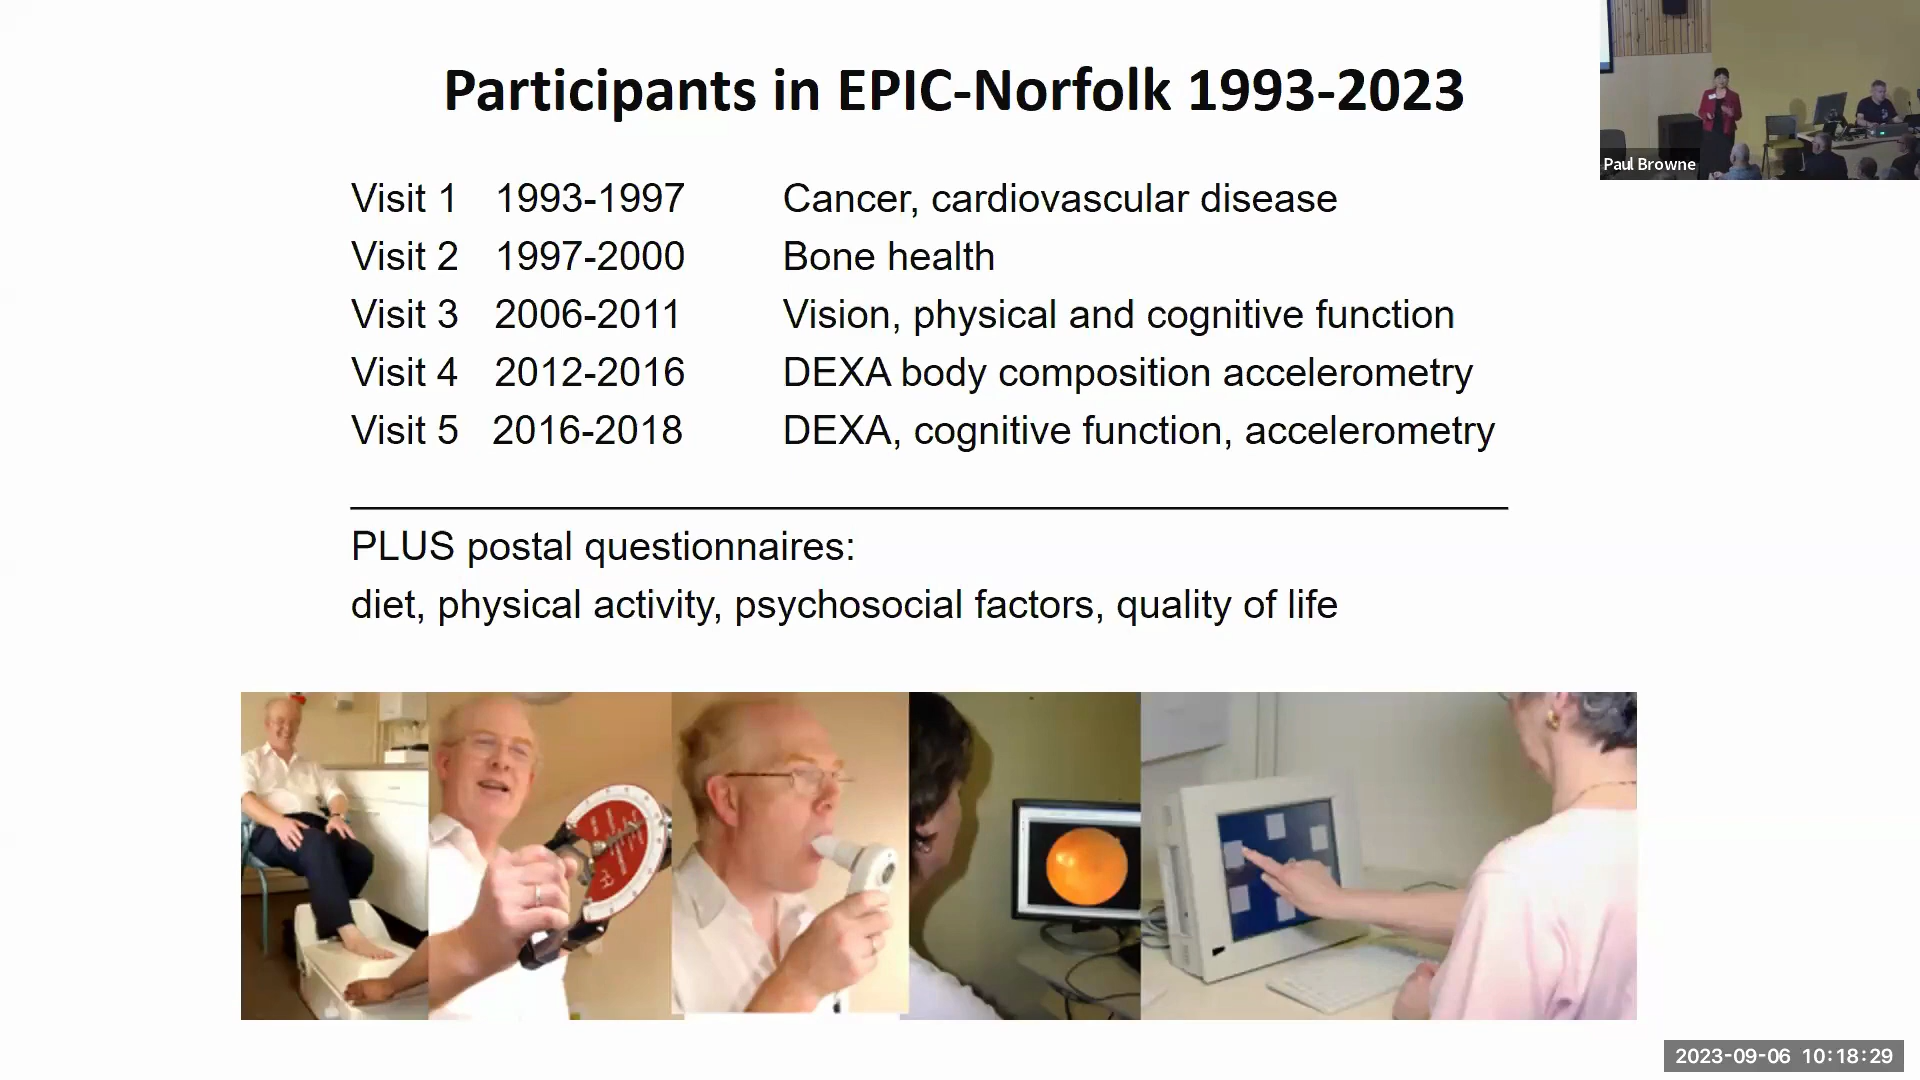 Participants in EPIC-Norfolk 1993-2023
Visit 1 1993-1997 Cancer, cardiovascular disease
Visit 2 1997-2000 Bone health
Visit 3 2006-2011 Vision, physical and cognitive function
Visit 4 2012-2016 DEXA body composition accelerometry
Visit 5 2016-2018 DEXA, cognitive function, accelerometry
PLUS postal questionnaires:
diet, physical activity, psychosocial factors, quality of life
Paul Browne
2023-09-06 10:18:29